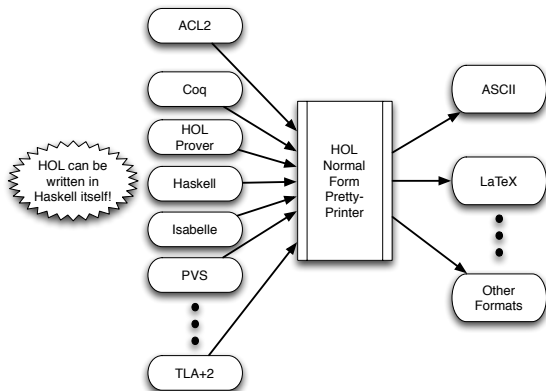 ACL2
Coq
HOL
Prover
Haskell
Isabelle
PVS
TLA+2
HOL can be
written in
Haskell itself!
HOL
Normal
Form
Pretty-
Printer
ASCII
LaTeX
Other
Formats